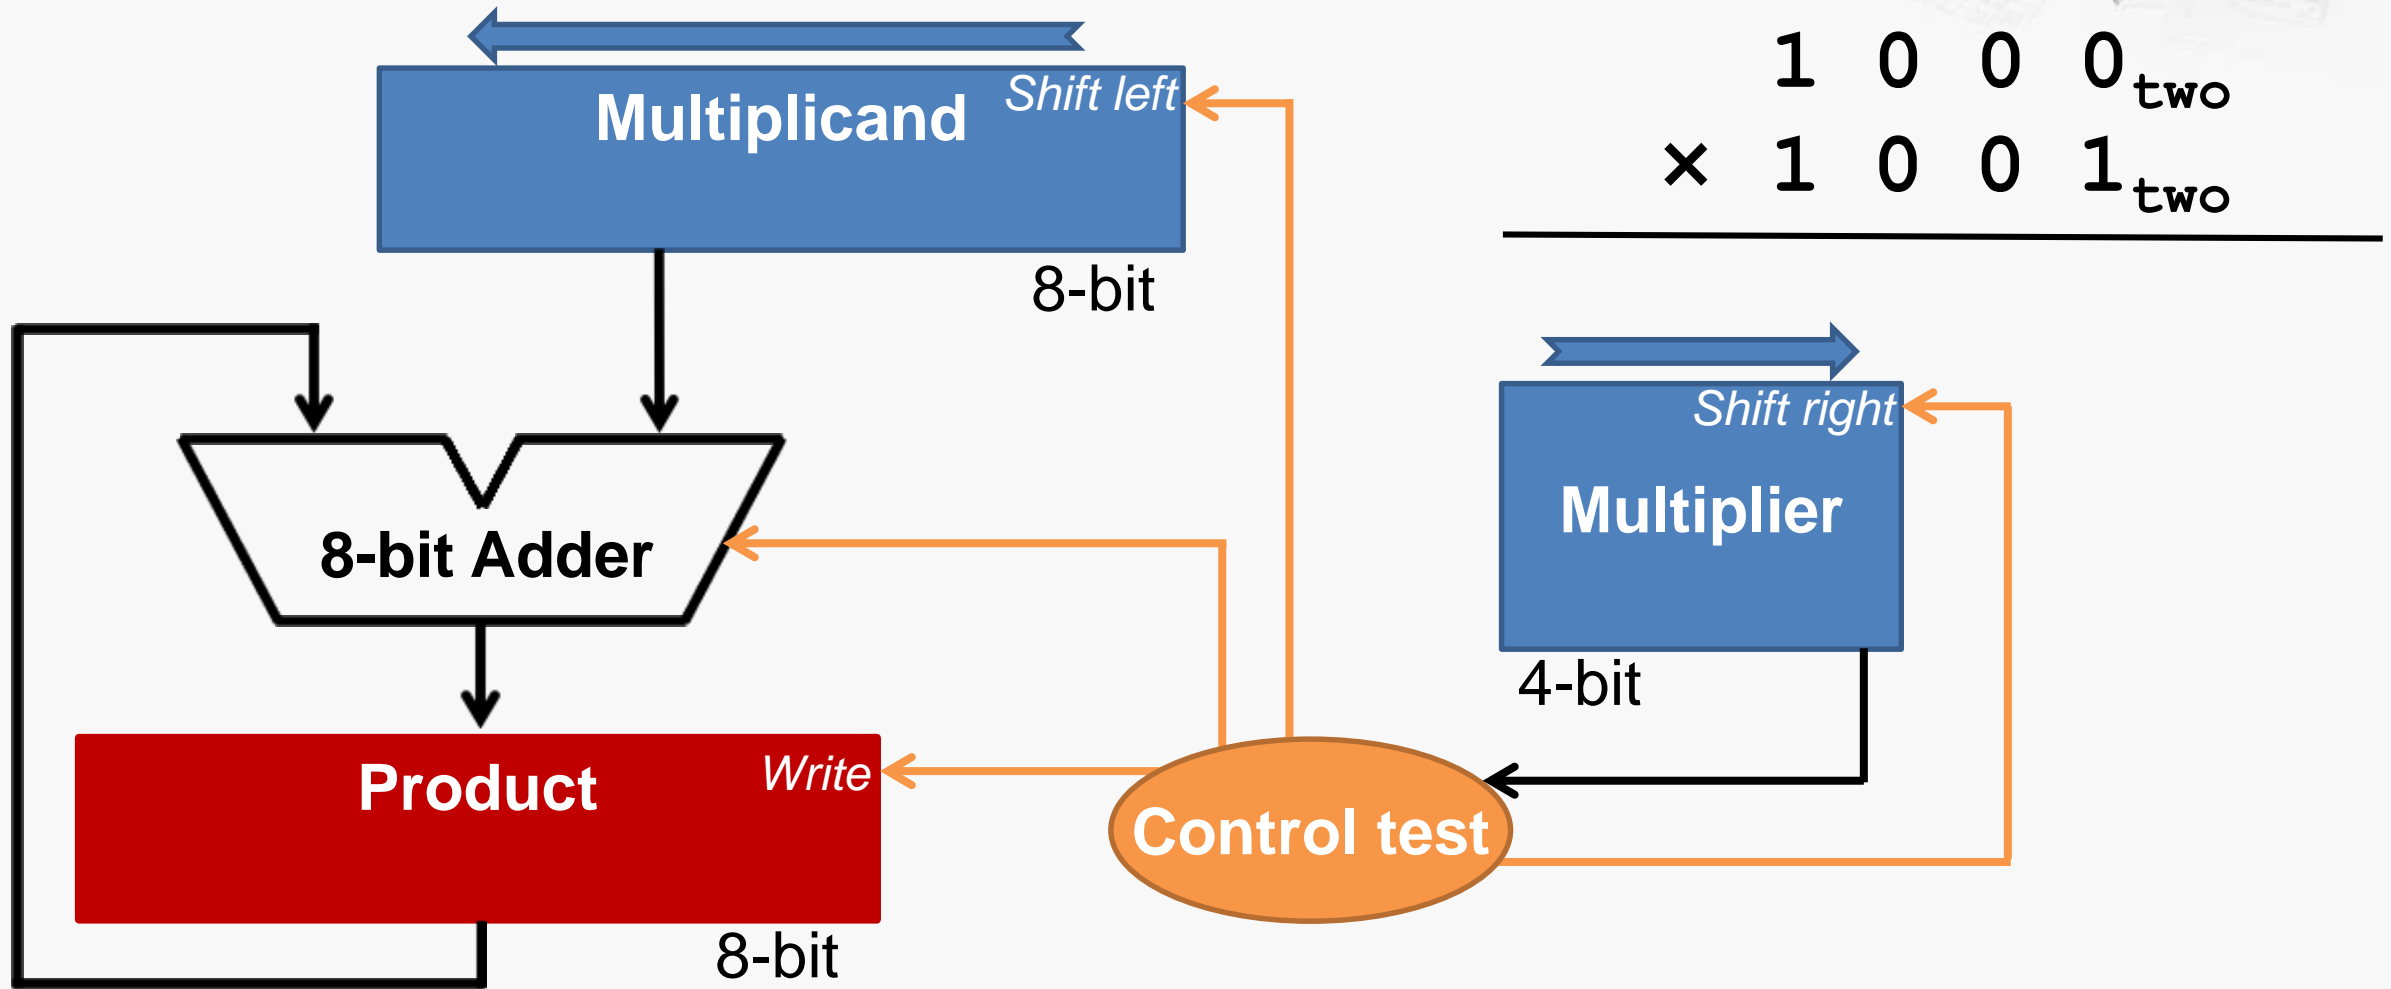 Multiplicand
Shift left
8-bit
1 0 0 0two
× 1 0 0 1two
Shift right
Multiplier
4-bit
8-bit Adder
Product
Write
8-bit
Control test